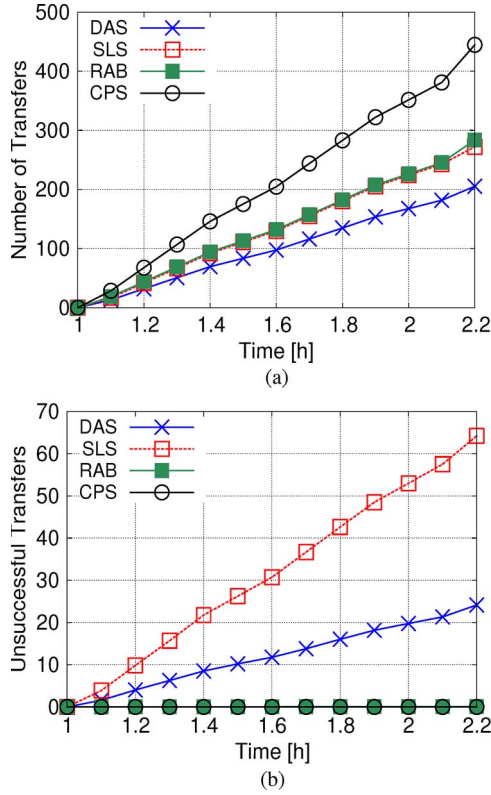 500
400
300
200
100
0
Number of Transfers
DAS
SLS
RAB
CPS
1 1.2 1.4 1.6 1.8 2 2.2
Time [h]
(a)
70
60
50
40
30
20
10
0
Unsuccessful Transfers
DAS
SLS
RAB
CPS
1 1.2 1.4 1.6 1.8 2 2.2
Time [h]
(b)